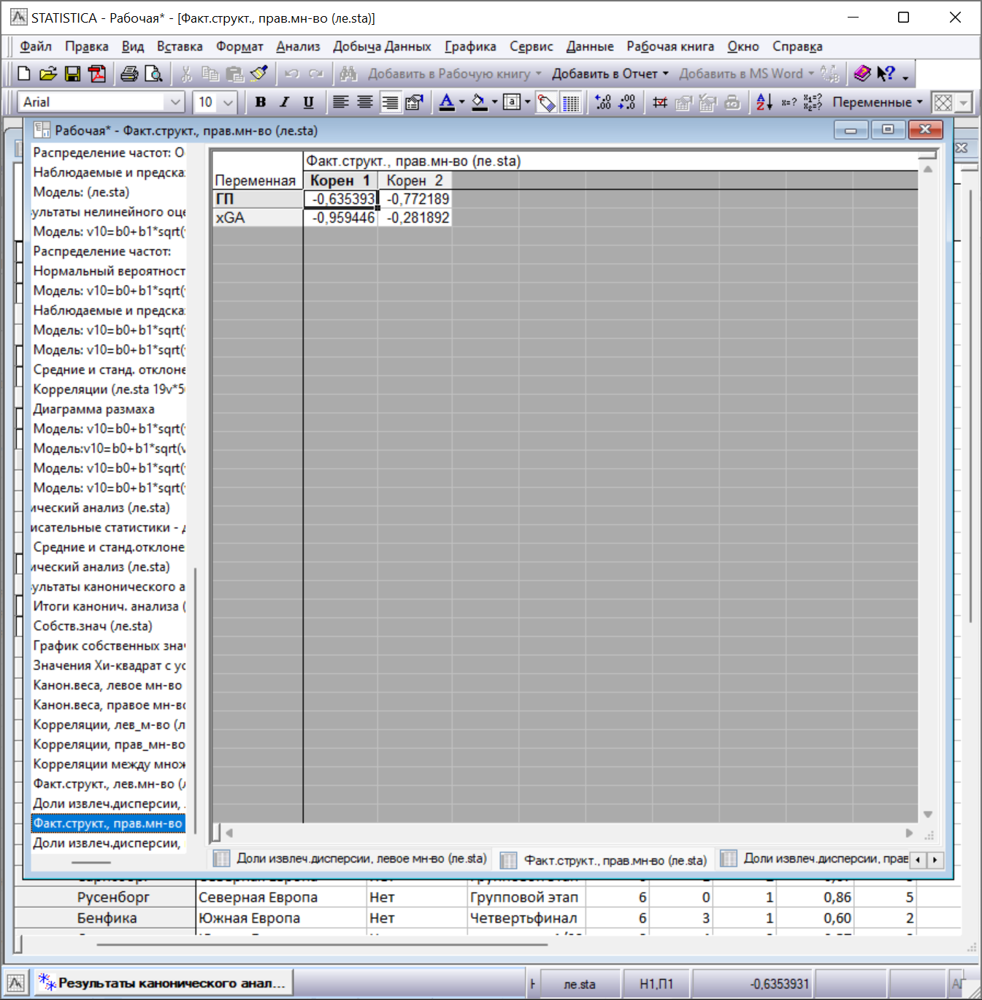 STATISTICA - Рабочая* - [Факт.структ., прав.мн-во (ле.sta)]
Файл Правка Вид Вставка Формат Анализ Добыча Данных Графика Сервис Данные Рабочая книга Окно Справка
Добавить в Рабочую книгу Добавить в Отчет Добавить в MS Word
Arial 10 B I U Переменные
Рабочая* - Факт.структ., прав.мн-во (ле.sta)
Распределение частот: О
Наблюдаемые и предска
Модель: (ле.sta)
ультаты нелинейного оце
Модель: v10=b0+b1*sqrt(
Распределение частот:
Нормальный вероятност
Модель: v10=b0+b1*sqrt(
Наблюдаемые и предска
Модель: v10=b0+b1*sqrt(
Модель: v10=b0+b1*sqrt(
Средние и станд. отклоне
Корреляции (ле.sta 19v*5
Диаграмма размаха
Модель: v10=b0+b1*sqrt(
Модель:v10=b0+b1*sqrt(v
Модель: v10=b0+b1*sqrt(
Модель: v10=b0+b1*sqrt(
ический анализ (ле.sta)
исательные статистики - д
Средние и станд.отклоне
ический анализ (ле.sta)
ультаты канонического а
Итоги канонич. анализа (
Собств.знач (ле.sta)
График собственных знач
Значения Хи-квадрат с ус
Канон.веса, левое мн-во
Канон.веса, правое мн-во
Корреляции, лев_м-во (л
Корреляции, прав_мн-во
Корреляции между множ
Факт.структ., лев.мн-во (л
Доли извлеч.дисперсии,
Факт.структ., прав.мн-во
Доли извлеч.дисперсии,
Факт.структ., прав.мн-во (ле.sta)
Переменная Корен 1 Корен 2
ГП -0,635393 -0,772189
xGA -0,959446 -0,281892
Доли извлеч.дисперсии, левое мн-во (ле.sta) Факт.структ., прав.мн-во (ле.sta) Доли извлеч.дисперсии, прав
Русенборг Северная Европа Нет Групповой этап 6 0 1 0,86 5
Бенфика Южная Европа Нет Четвертьфинал 6 3 1 0,60 2
Результаты канонического анал... ле.sta Н1,П1 -0,6353931